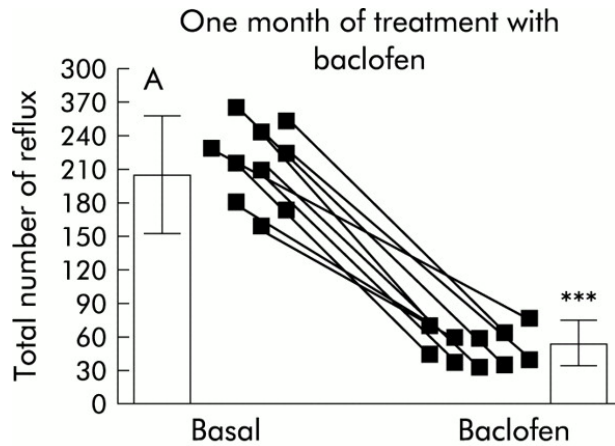 One month of treatment with
baclofen
Total number of reflux
A
300
370
240
210
180
150
120
90
60
30
0
***
Basal
Baclofen